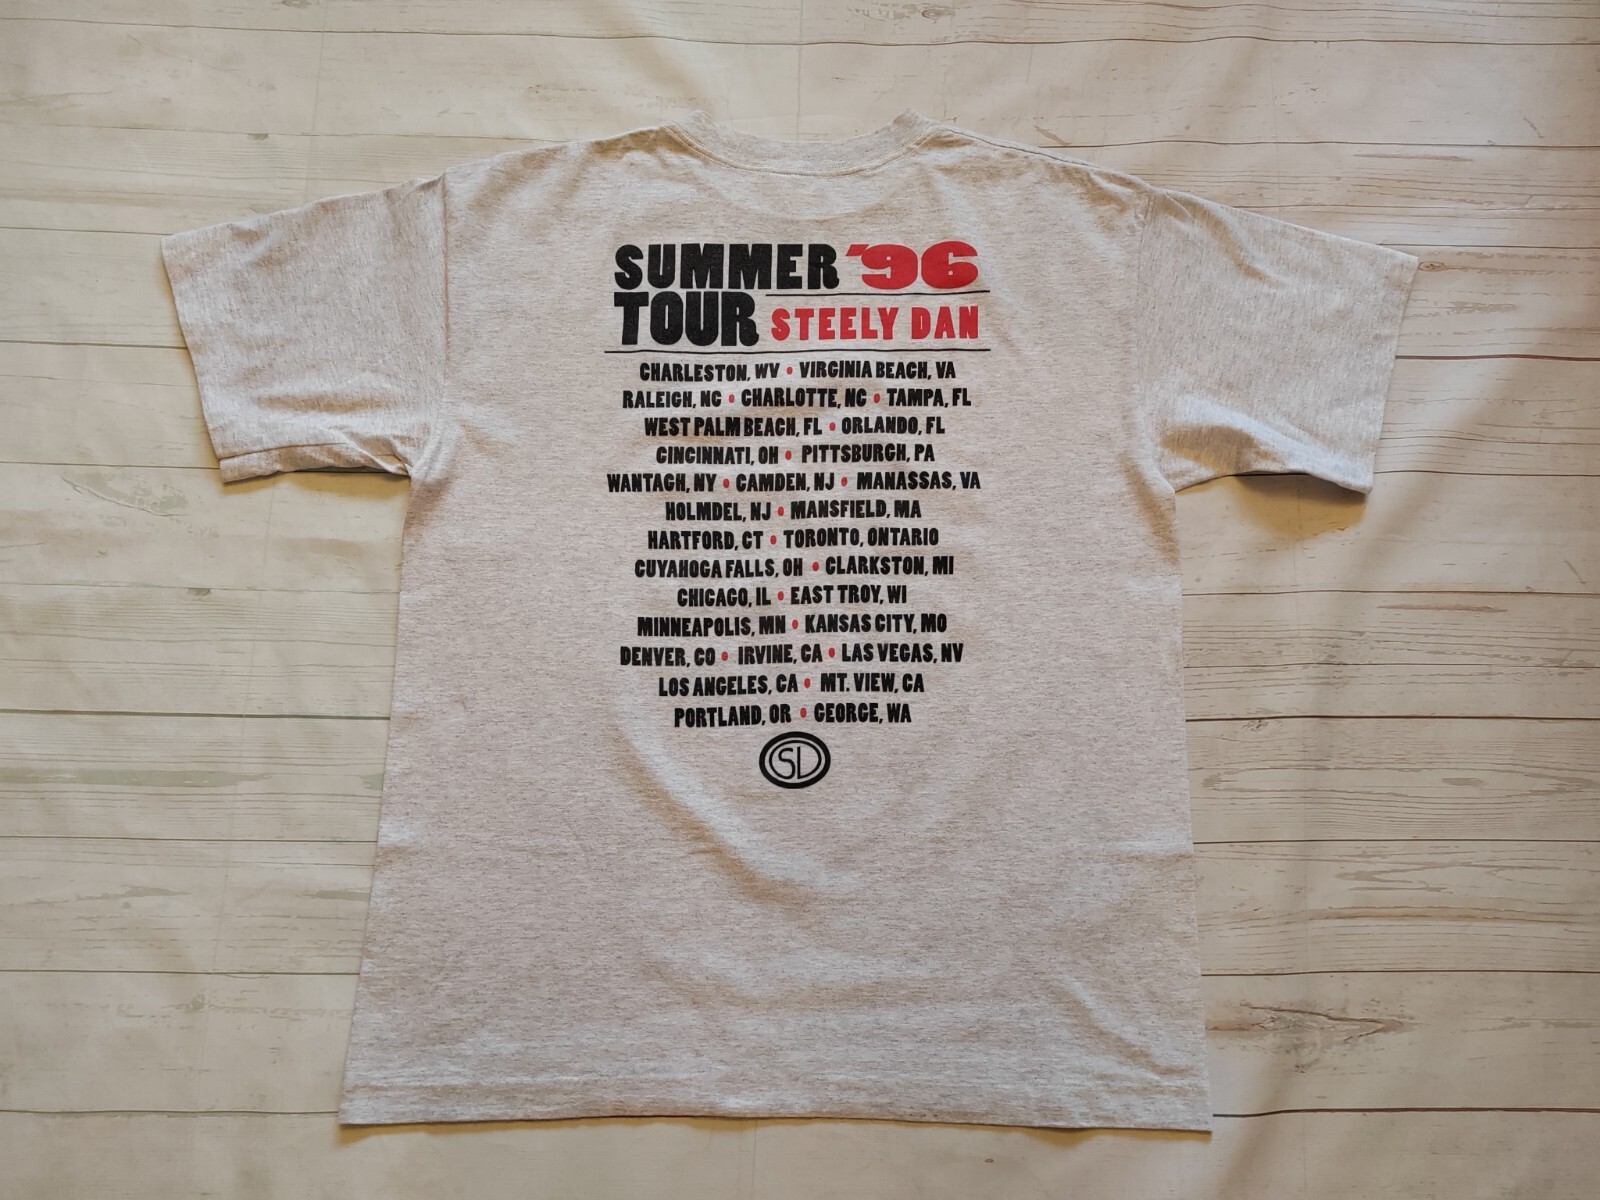 SUMMER '96
TOUR STEELY DAN
CHARLESTON, WV • VIRGINIA BEACH, VA
RALEIGH, NC • CHARLOTTE, NC • TAMPA, FL
WEST PALM BEACH, FL • ORLANDO, FL
CINCINNATI, OH • PITTSBURGH, PA
WANTAGH, NY • CAMDEN, NJ • MANASSAS, VA
HOLMDEL, NJ • MANSFIELD, MA
HARTFORD, CT • TORONTO, ONTARIO
CUYAHOGA FALLS, OH • CLARKSTON, MI
CHICAGO, IL • EAST TROY, WI
MINNEAPOLIS, MN • KANSAS CITY, MO
DENVER, CO • IRVINE, CA • LAS VEGAS, NV
LOS ANGELES, CA • MT. VIEW, CA
PORTLAND, OR • GEORGE, WA
SD